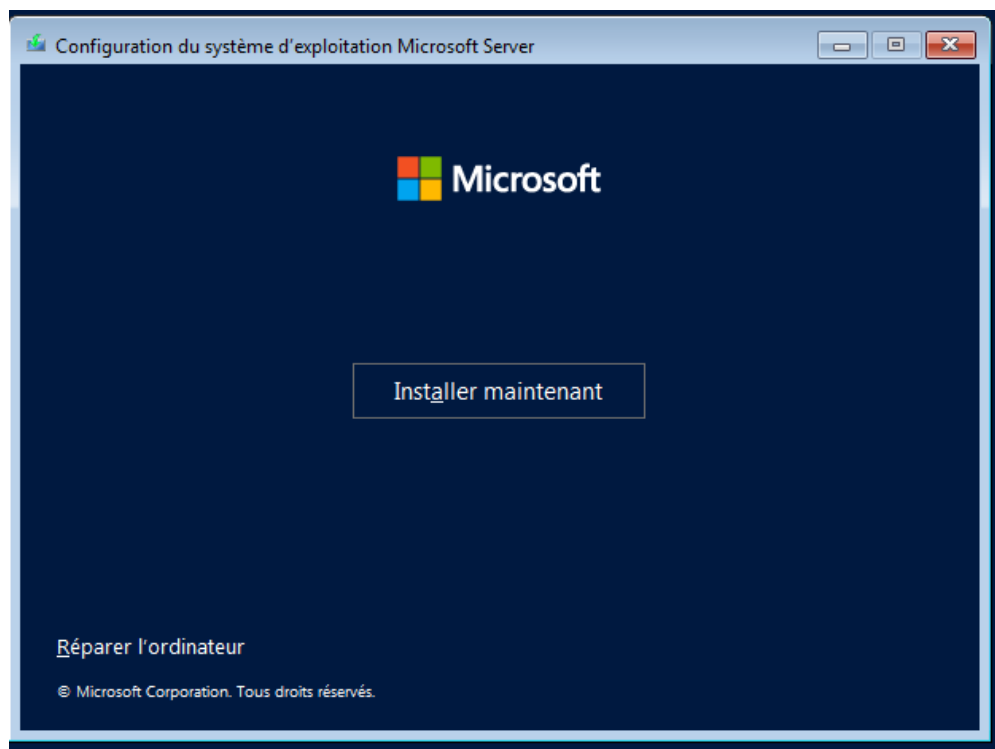 Configuration du système d'exploitation Microsoft Server
Microsoft
Installer maintenant
Réparer l'ordinateur
© Microsoft Corporation. Tous droits réservés.